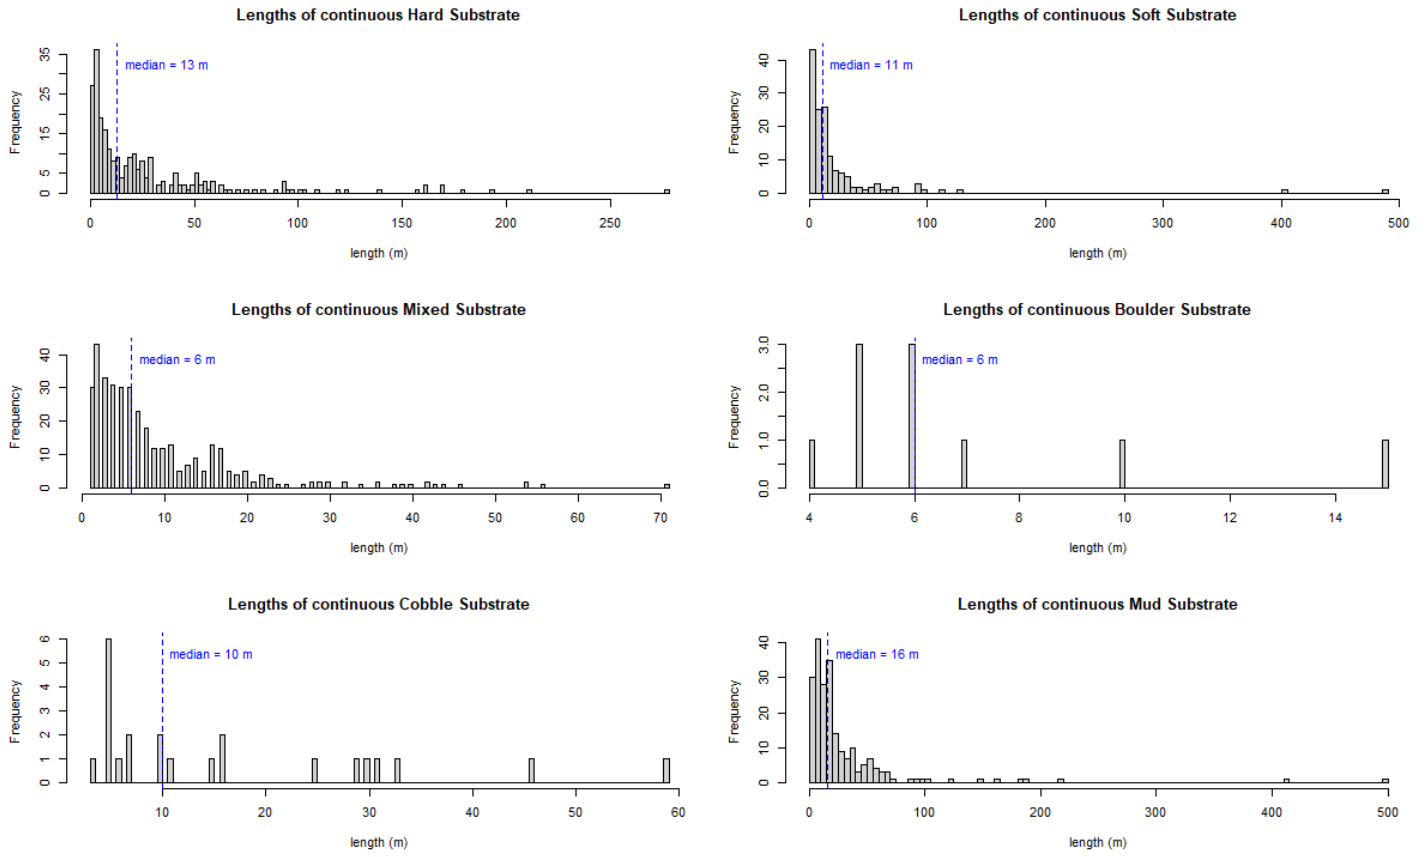 Lengths of continuous Hard Substrate
Frequency
5
15
25
35
median = 13 m
0
50
100
150
200
250
length (m)
Lengths of continuous Soft Substrate
Frequency
0
10
20
30
40
median = 11 m
0
100
200
300
400
500
length (m)
Lengths of continuous Mixed Substrate
Frequency
0
10
20
30
40
median = 6 m
0
10
20
30
40
50
60
70
length (m)
Lengths of continuous Boulder Substrate
Frequency
0.0
1.0
2.0
3.0
median = 6 m
4
6
8
10
12
14
length (m)
Lengths of continuous Cobble Substrate
Frequency
0
1
2
3
4
5
6
median = 10 m
10
20
30
40
50
60
length (m)
Lengths of continuous Mud Substrate
Frequency
0
10
20
30
40
median = 16 m
0
100
200
300
400
500
length (m)